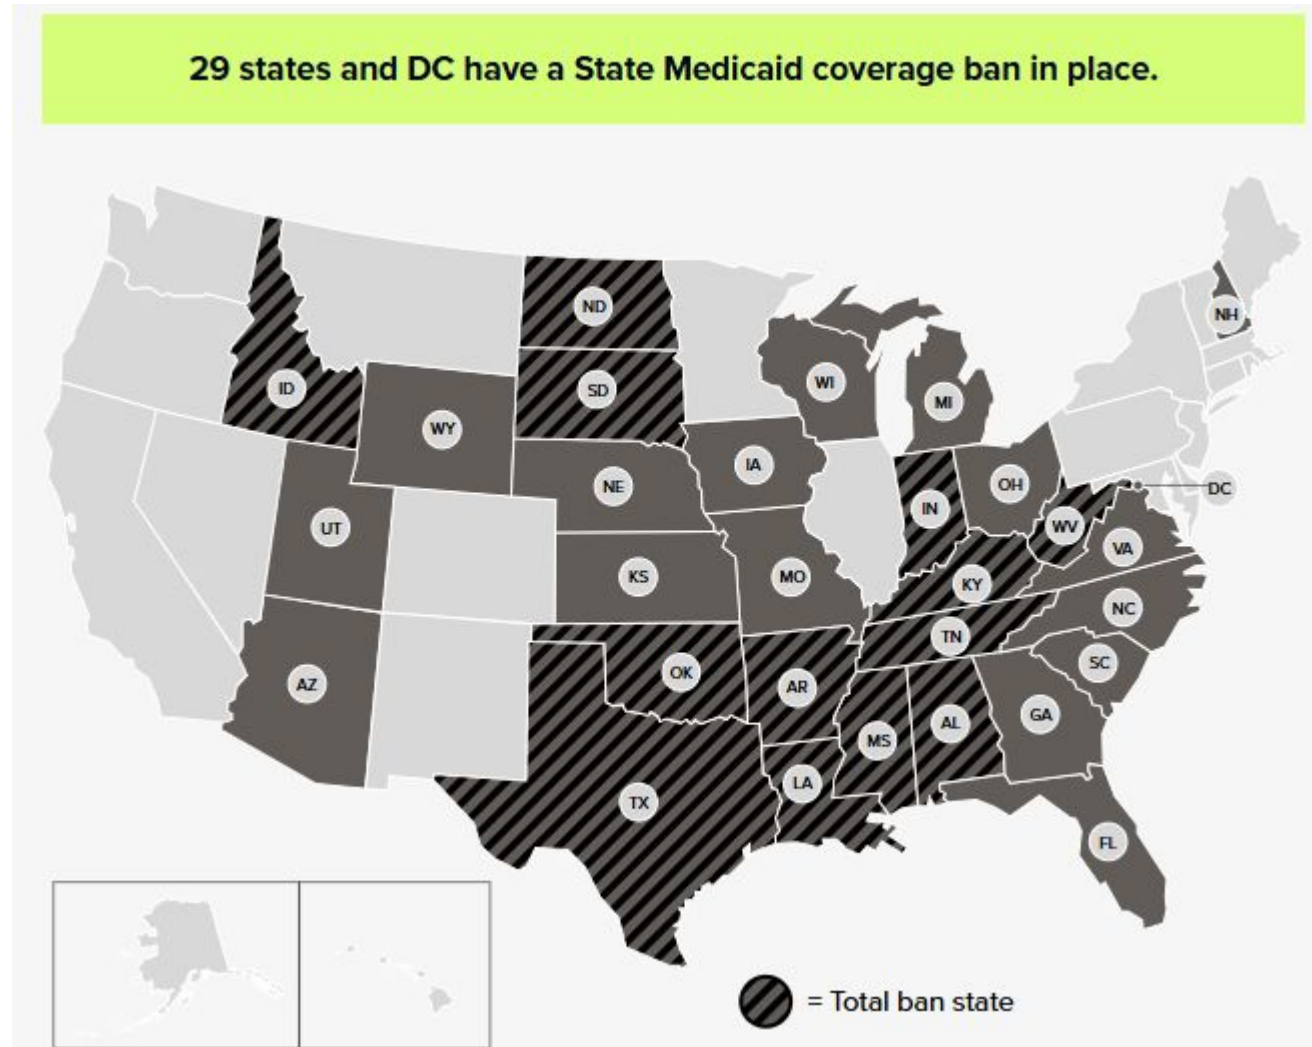 29 states and DC have a State Medicaid coverage ban in place.
ND
NH
ID
SD
WI
MI
WY
IA
NE
OH
DC
IN
UT
WV
VA
KS
MO
KY
NC
TN
SC
OK
AZ
AR
GA
MS
AL
LA
TX
FL
= Total ban state